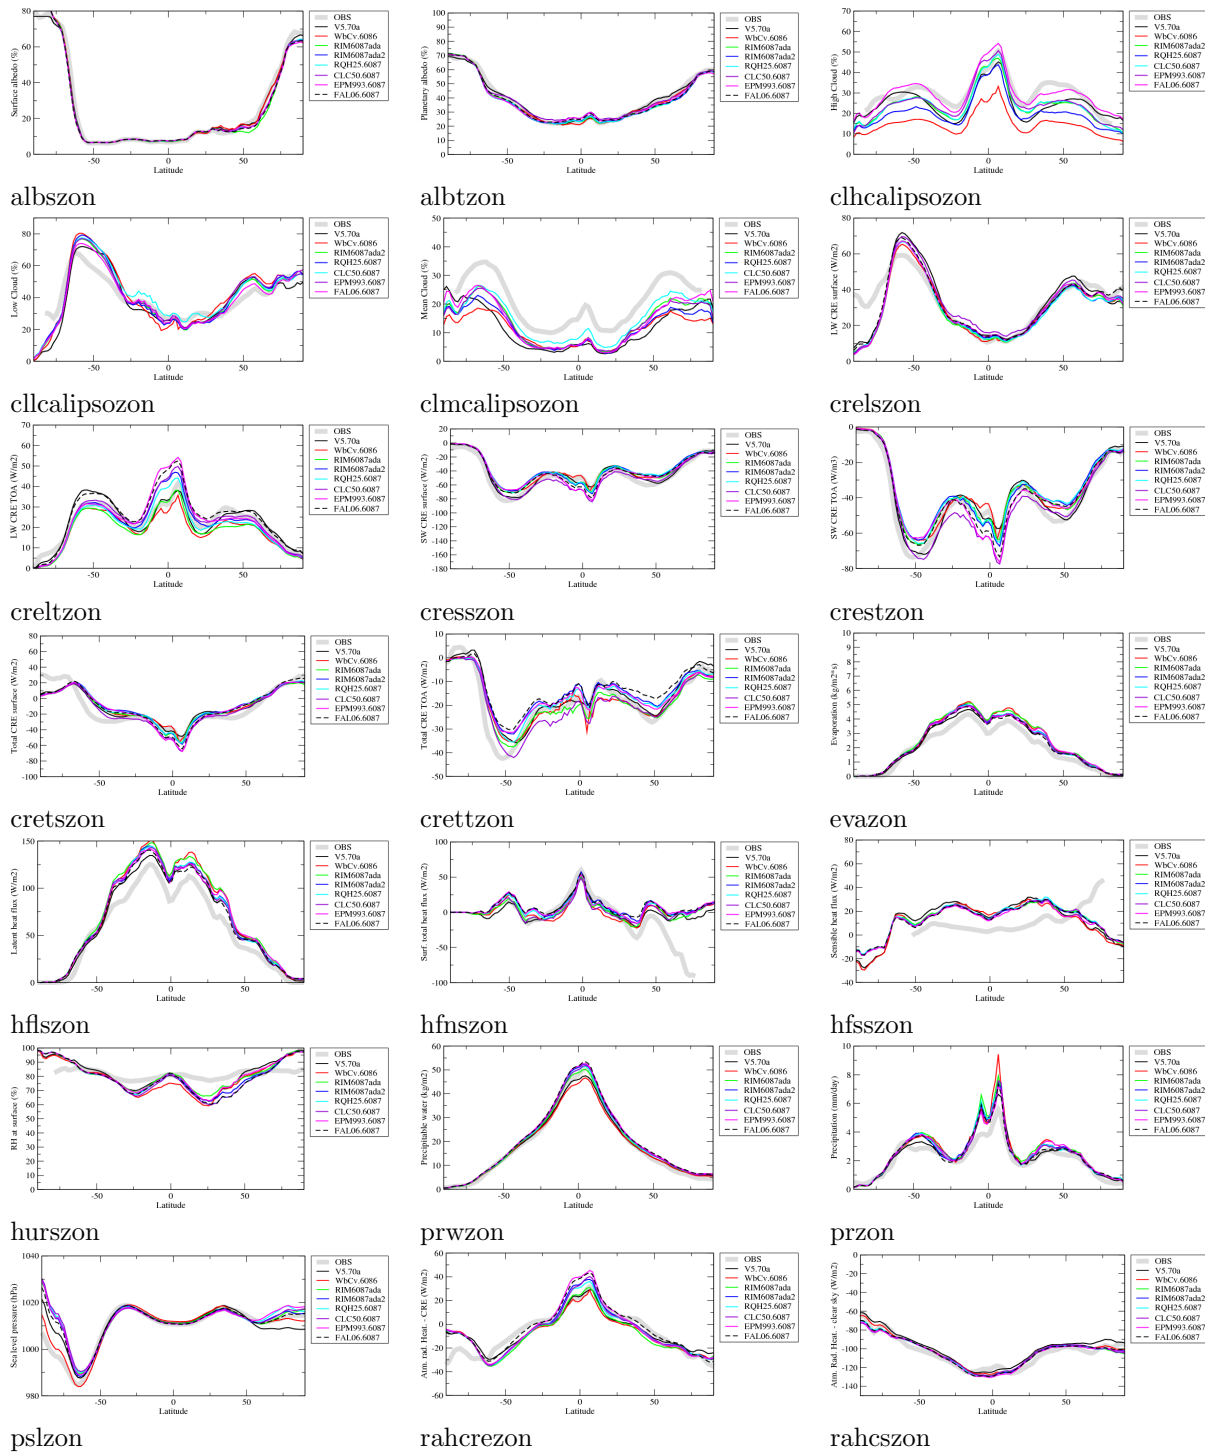 albszon
albtzon
clhcalipsozon
cllcalipsozon
clmcalipsozon
crelszon
creltzon
cresszon
crestzon
cretszon
crettzon
evazon
hflszon
hfnszon
hfsszon
hurszon
prwzon
przon
pslzon
rahcrezon
rahcszon
Surface albedo (%)
Latitude
OBS
V5.70a
WbCv.6086
RIM6087ada
RIM6087ada2
RQH25.6087
CLC50.6087
EPM993.6087
FAL06.6087
Planetary albedo (%)
High Cloud (%)
Low Cloud (%)
Mean Cloud (%)
LW CRE surface (W/m2)
LW CRE TOA (W/m2)
SW CRE surface (W/m2)
SW CRE TOA (W/m3)
Total CRE surface (W/m2)
Total CRE TOA (W/m2)
Evaporation (kg/m2*s)
Latent heat flux (W/m2)
Surf. total heat flux (W/m2)
Sensible heat flux (W/m2)
RH at surface (%)
Precipitable water (kg/m2)
Precipitation (mm/day)
Sea level pressure (hPa)
Atm. rad. Heat. - CRE (W/m2)
Atm. Rad. Heat. - clear sky (W/m2)